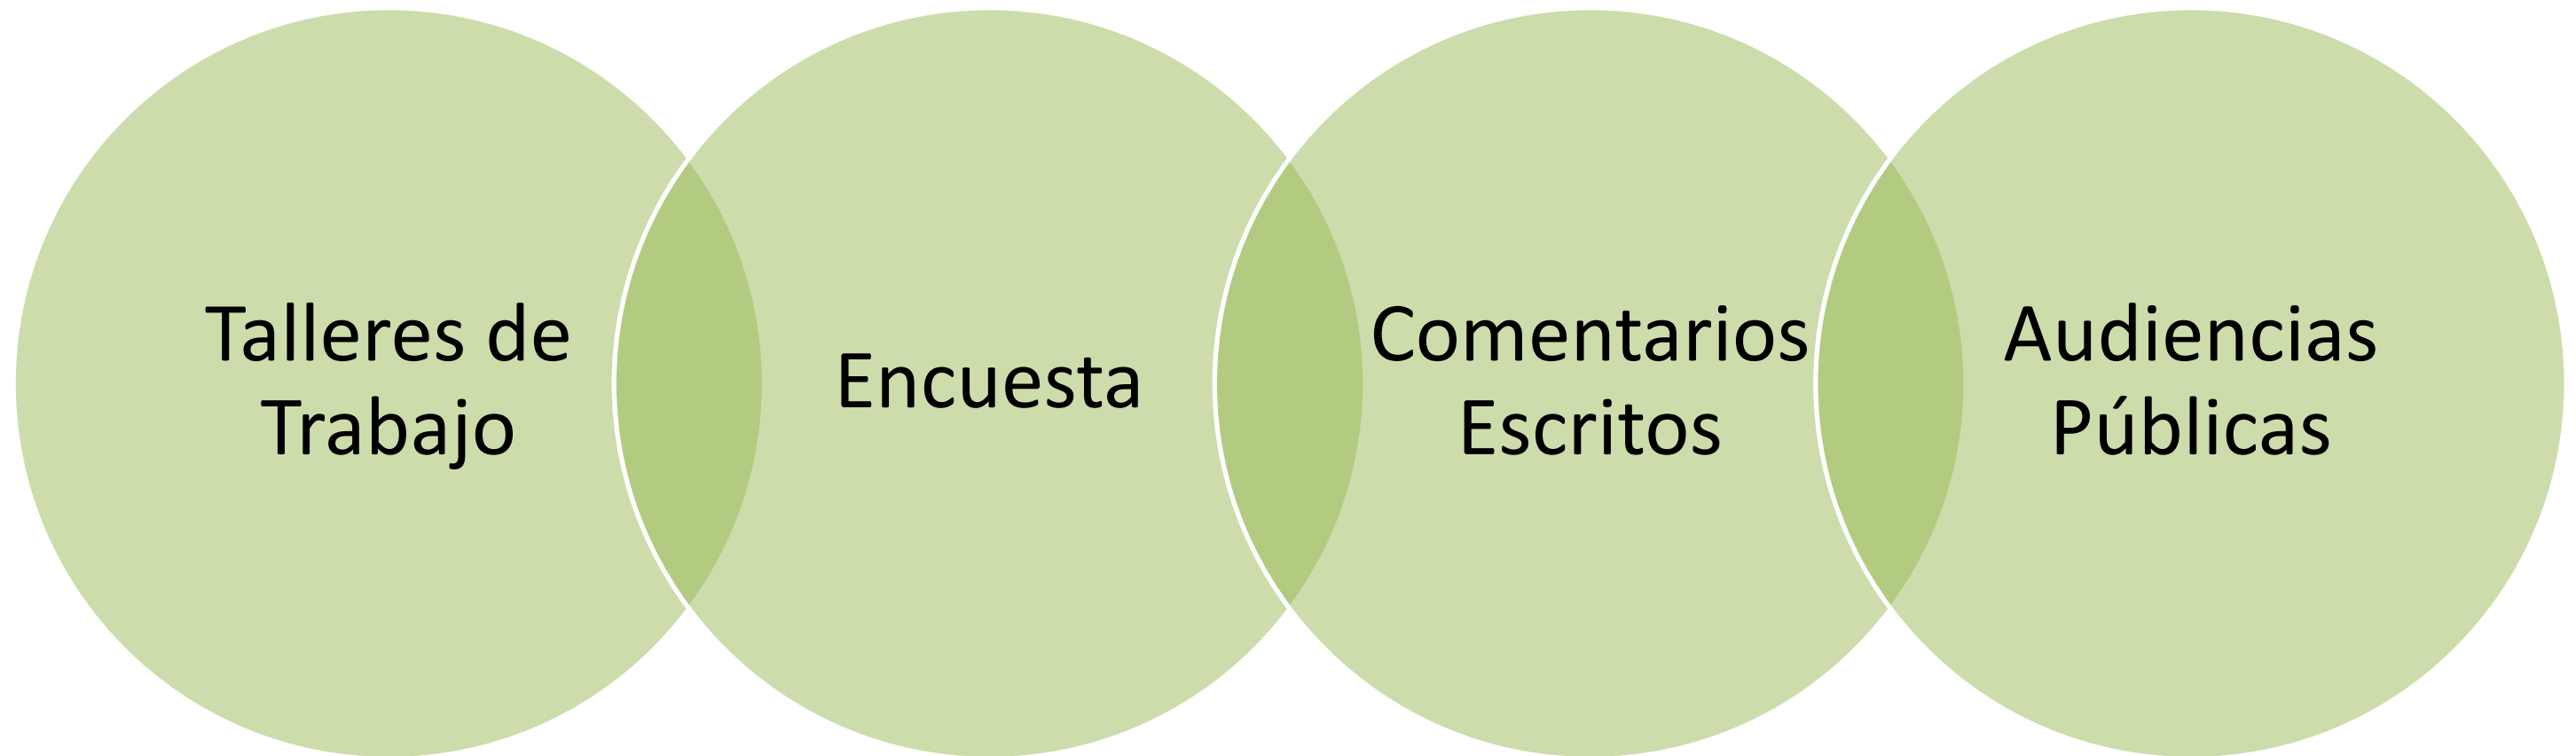 Talleres de
Trabajo
Encuesta
Comentarios
Escritos
Audiencias
Públicas